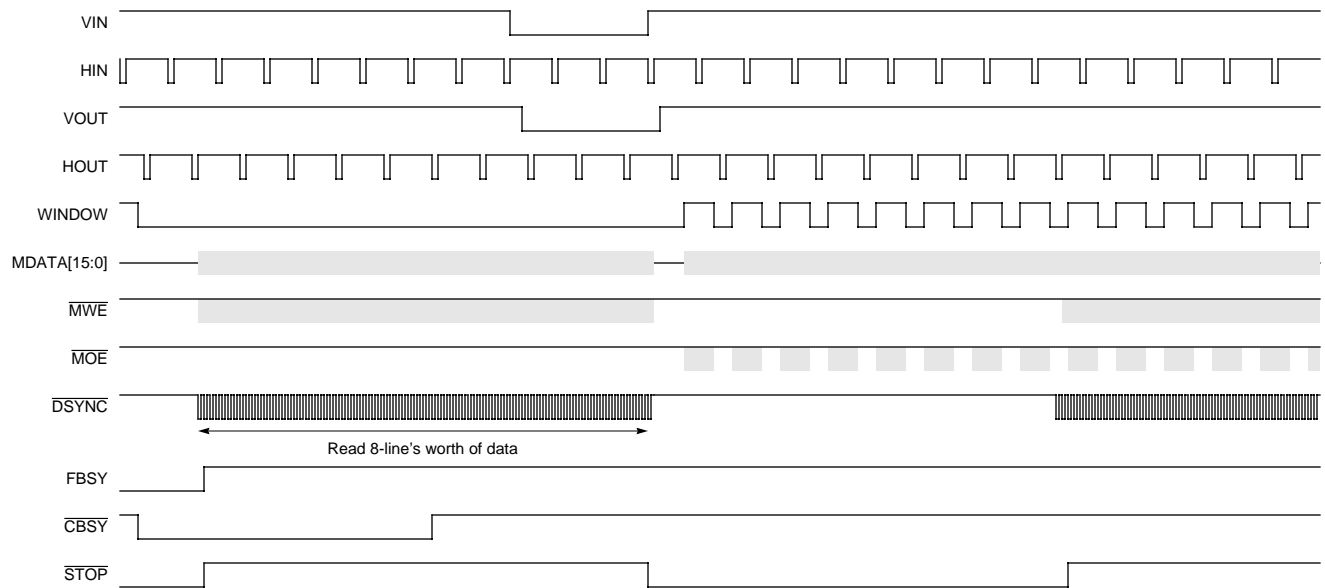 VIN
HIN
VOUT
HOUT
WINDOW
MDATA[15:0]
MWE
MOE
DSYNC
Read 8-line's worth of data
FBSY
CBSY
STOP